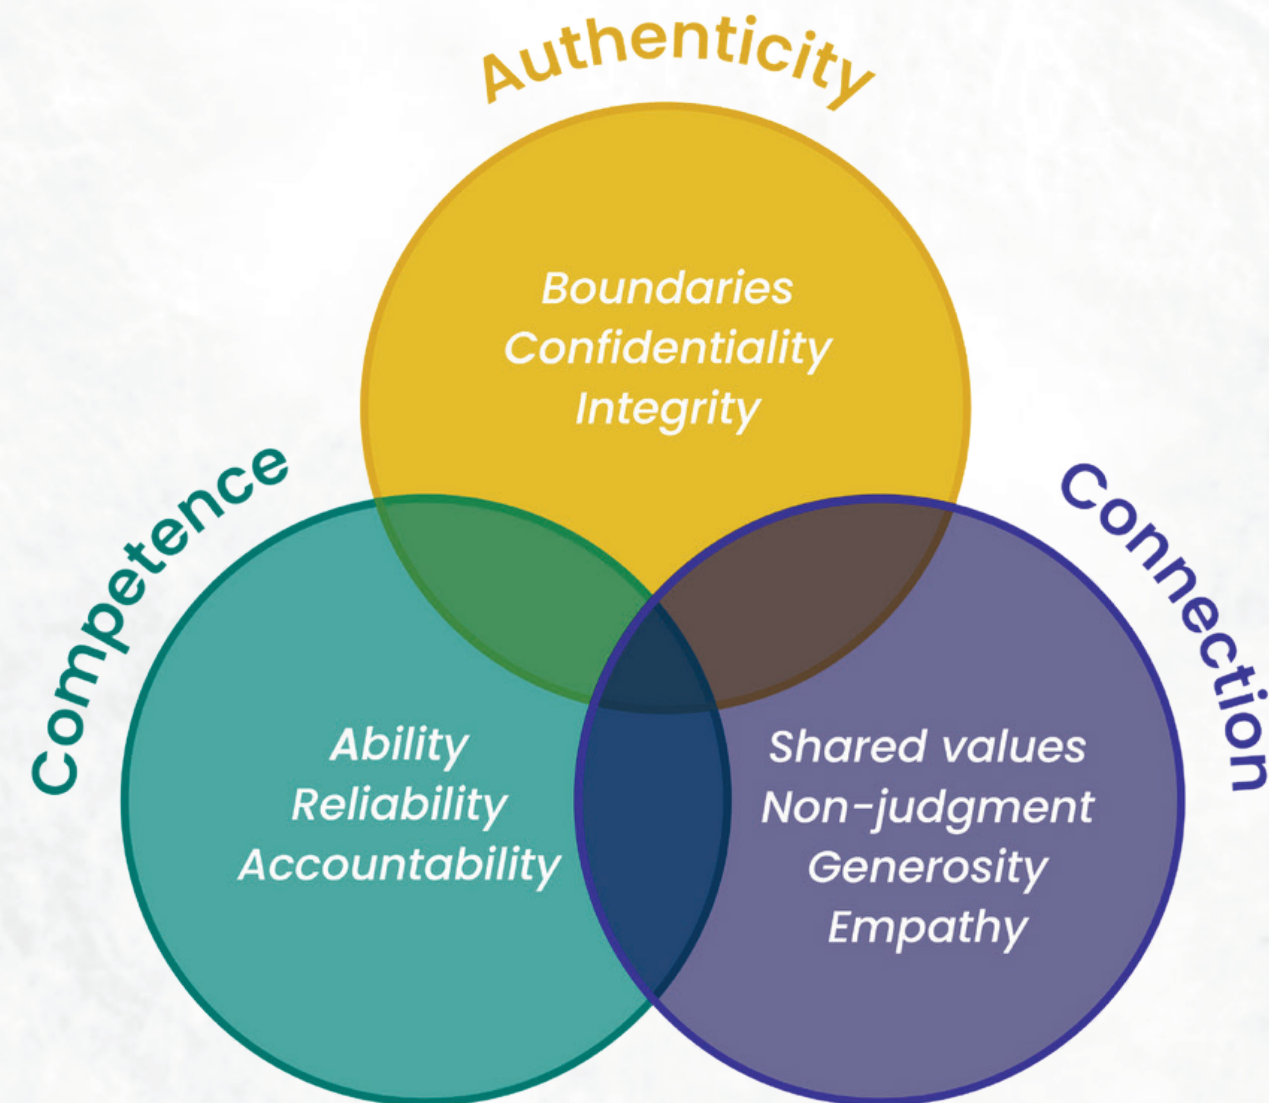 Authenticity
Boundaries
Confidentiality
Integrity
Competence
Ability
Reliability
Accountability
Connection
Shared values
Non-judgment
Generosity
Empathy